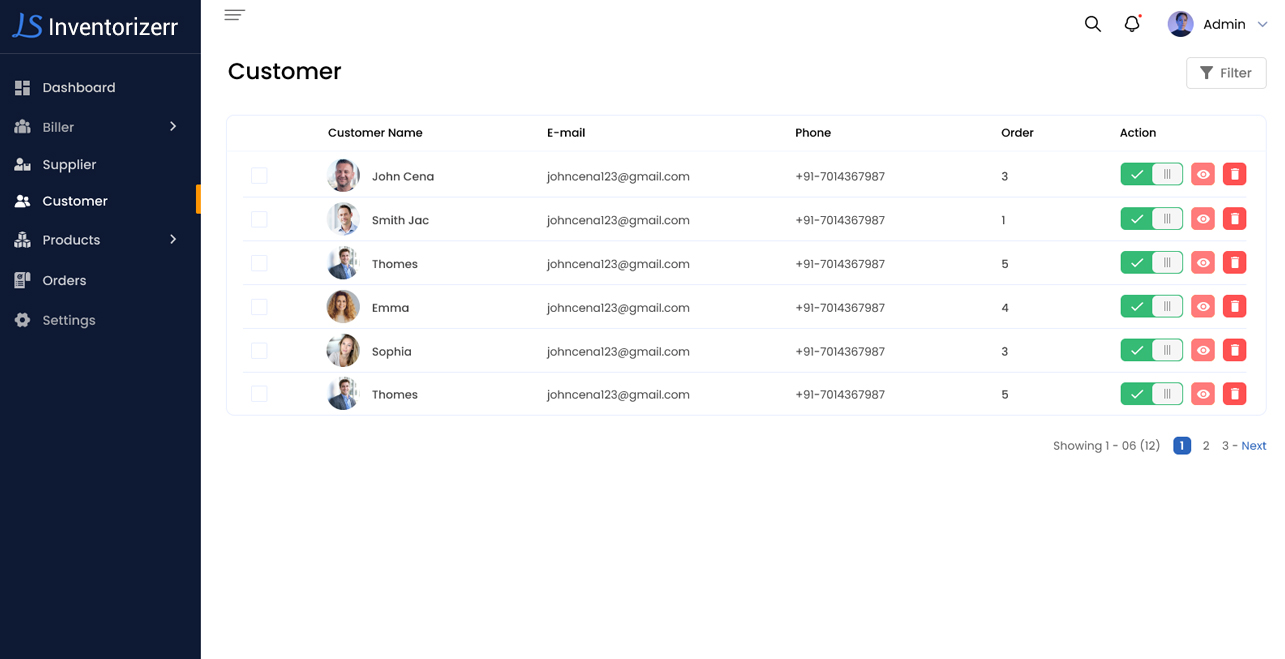 LS Inventorizerr
Admin
Dashboard
Biller
Supplier
Customer
Products
Orders
Settings
Customer
Filter
Customer Name E-mail Phone Order Action
John Cena johncena123@gmail.com +91-7014367987 3
Smith Jac johncena123@gmail.com +91-7014367987 1
Thomes johncena123@gmail.com +91-7014367987 5
Emma johncena123@gmail.com +91-7014367987 4
Sophia johncena123@gmail.com +91-7014367987 3
Thomes johncena123@gmail.com +91-7014367987 5
Showing 1 - 06 (12) 1 2 3 - Next